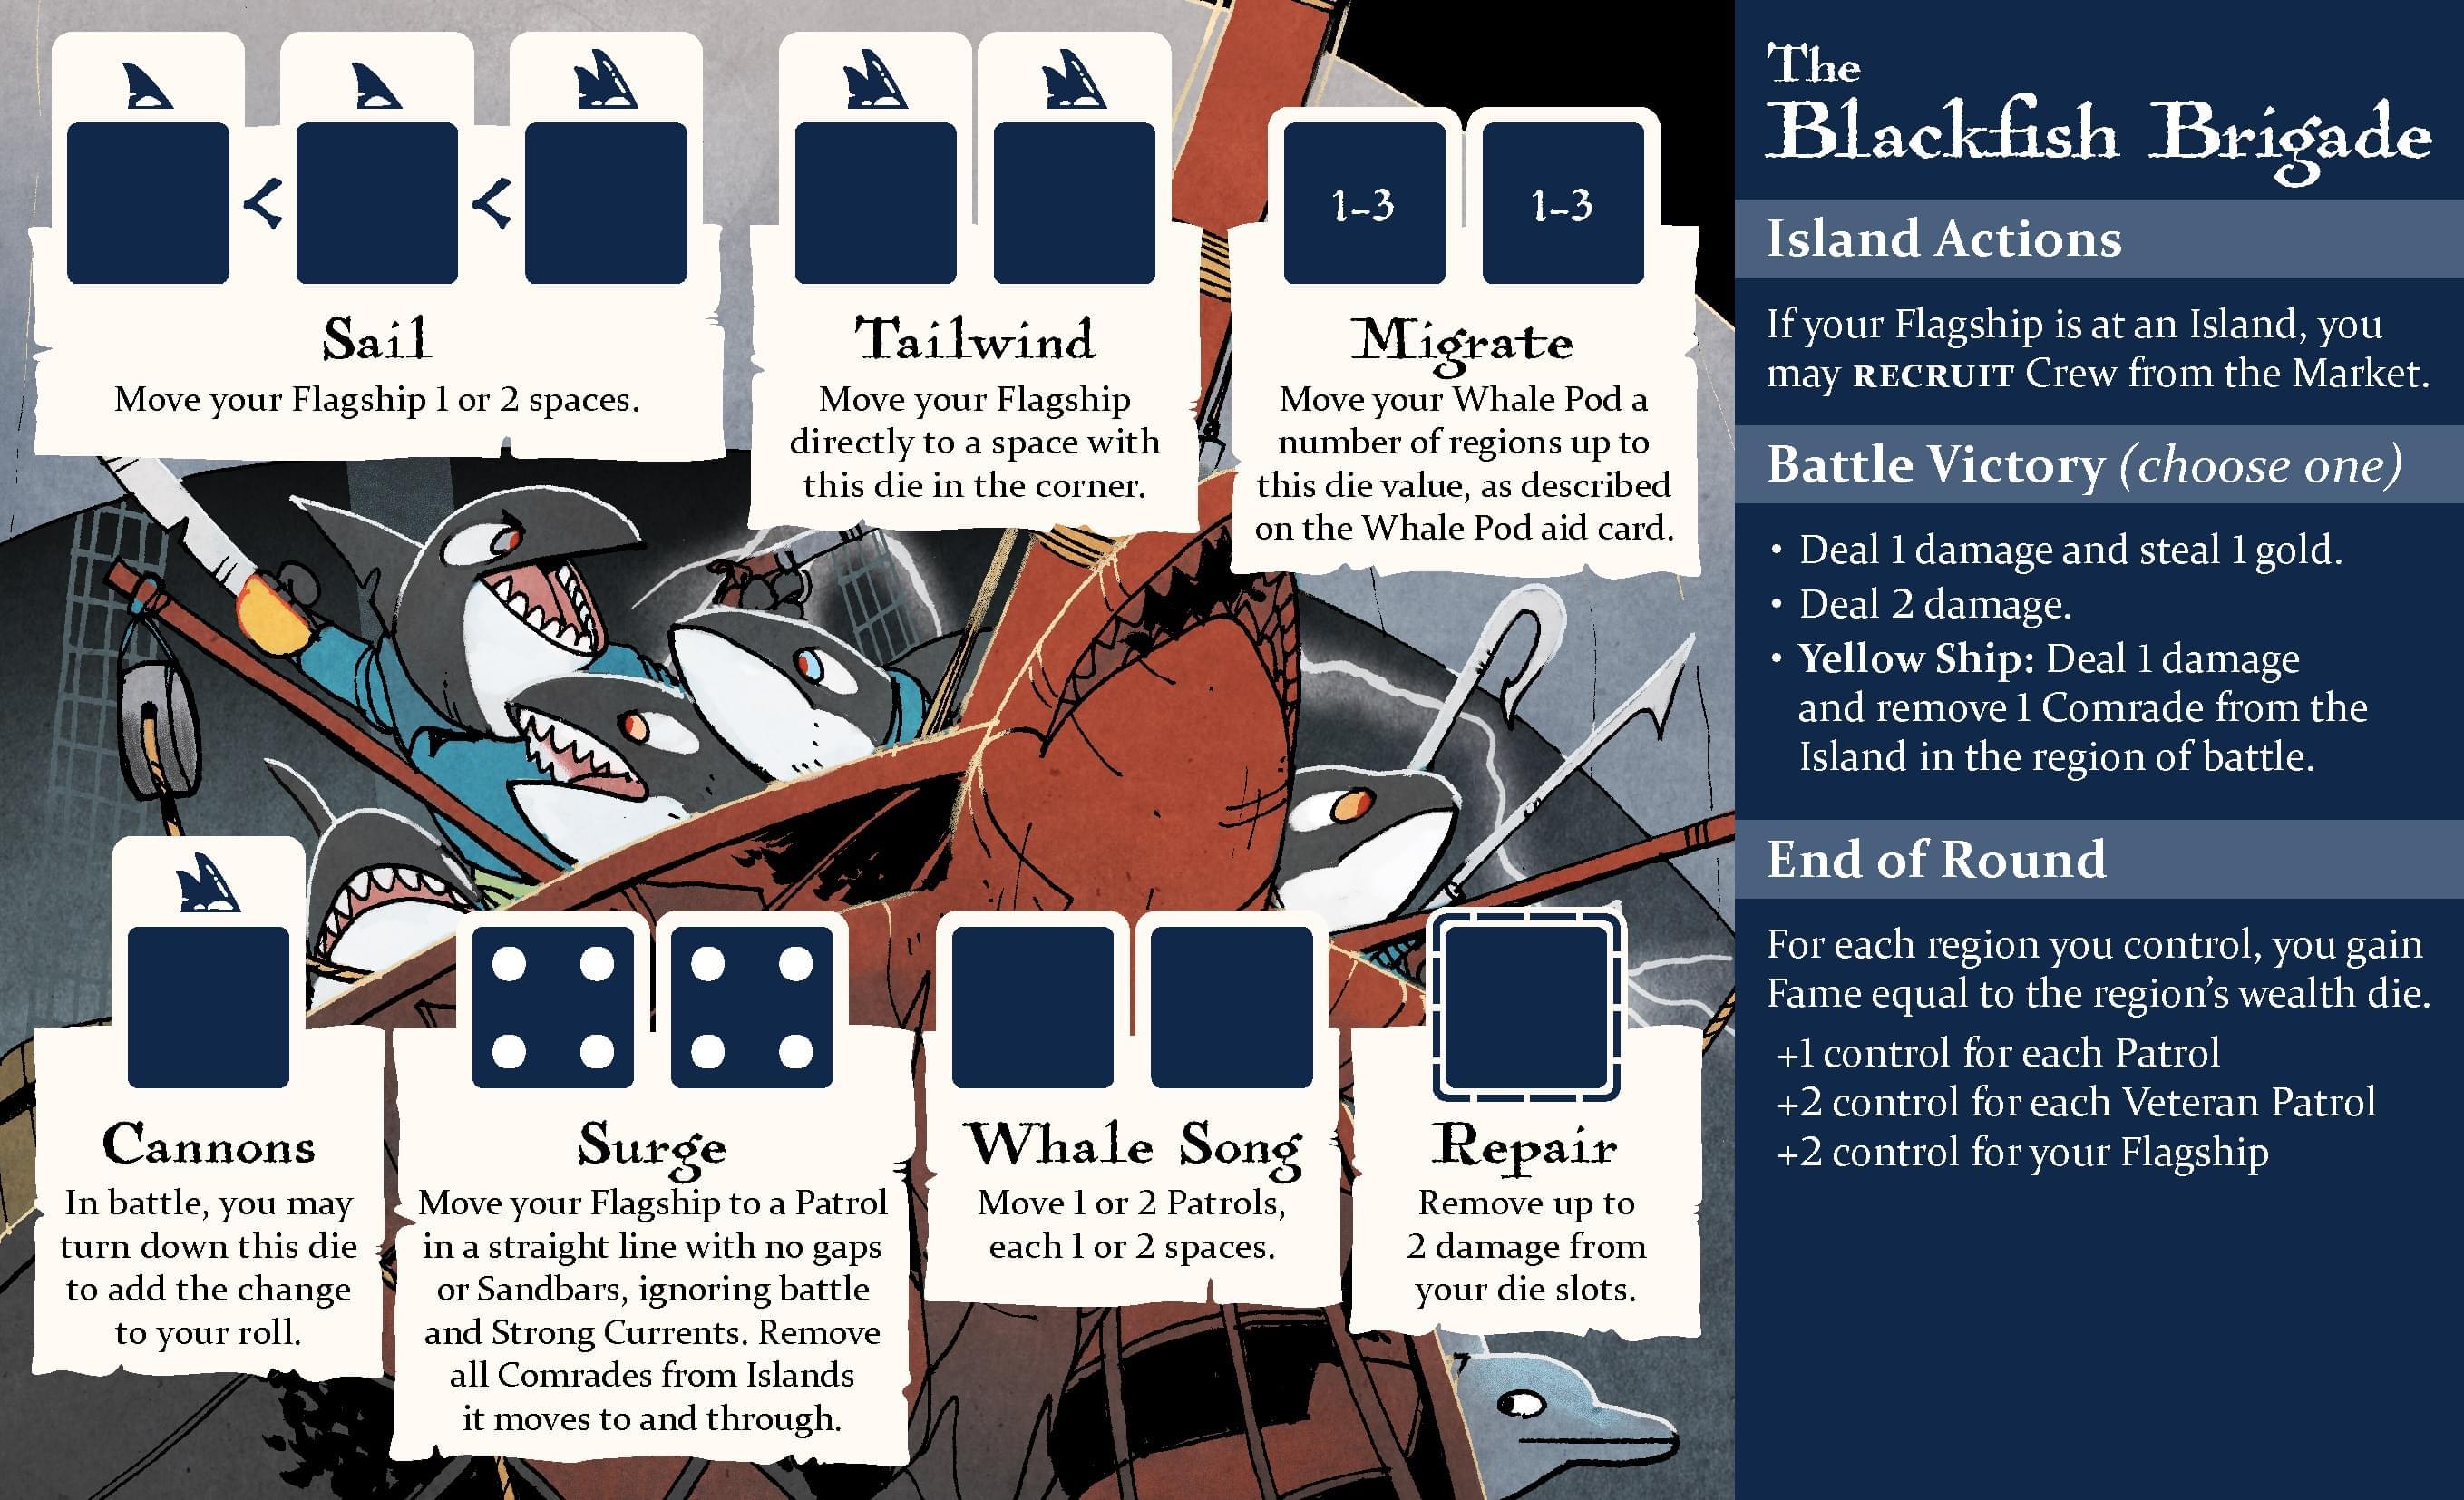 <
<
Sail
Move your Flagship 1 or 2 spaces.
Tailwind
Move your Flagship
directly to a space with
this die in the corner.
1–3
1–3
Migrate
Move your Whale Pod a
number of regions up to
this die value, as described
on the Whale Pod aid card.
Cannons
In battle, you may
turn down this die
to add the change
to your roll.
Surge
Move your Flagship to a Patrol
in a straight line with no gaps
or Sandbars, ignoring battle
and Strong Currents. Remove
all Comrades from Islands
it moves to and through.
Whale Song
Move 1 or 2 Patrols,
each 1 or 2 spaces.
Repair
Remove up to
2 damage from
your die slots.
The
Blackfish Brigade
Island Actions
If your Flagship is at an Island, you
may RECRUIT Crew from the Market.
Battle Victory (choose one)
• Deal 1 damage and steal 1 gold.
• Deal 2 damage.
• Yellow Ship: Deal 1 damage
and remove 1 Comrade from the
Island in the region of battle.
End of Round
For each region you control, you gain
Fame equal to the region’s wealth die.
+1 control for each Patrol
+2 control for each Veteran Patrol
+2 control for your Flagship